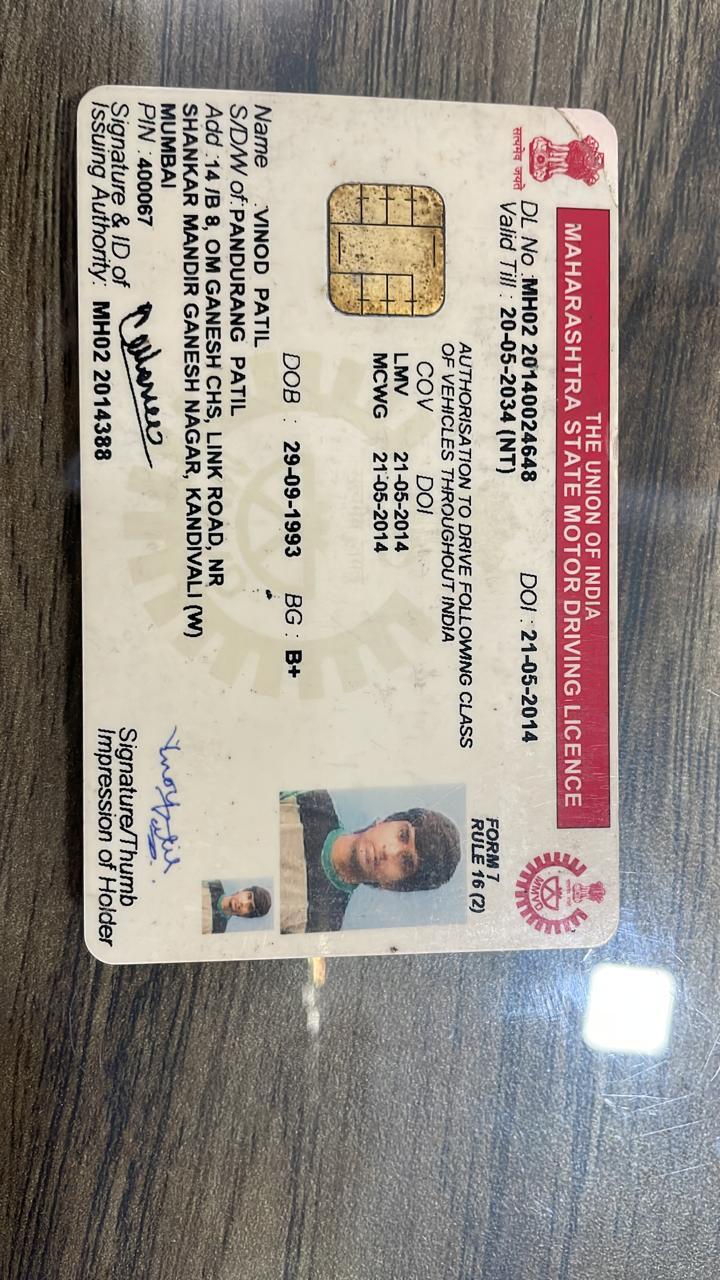 THE UNION OF INDIA
MAHARASHTRA STATE MOTOR DRIVING LICENCE
सत्यमेव जयते
DL No : MH02 20140024648 DOI : 21-05-2014
Valid Till : 20-05-2034 (NT)
FORM 7
RULE 16 (2)
AUTHORISATION TO DRIVE FOLLOWING CLASS
OF VEHICLES THROUGHOUT INDIA
COV DOI
LMV 21-05-2014
MCWG 21-05-2014
DOB : 29-09-1993 BG : B+
Name : VINOD PATIL
S/D/W of : PANDURANG PATIL
Add : 14 /B 8, OM GANESH CHS, LINK ROAD, NR
SHANKAR MANDIR GANESH NAGAR, KANDIVALI (W)
MUMBAI
PIN : 400067
Signature & ID of
Issuing Authority: MH02 2014388
Signature/Thumb
Impression of Holder